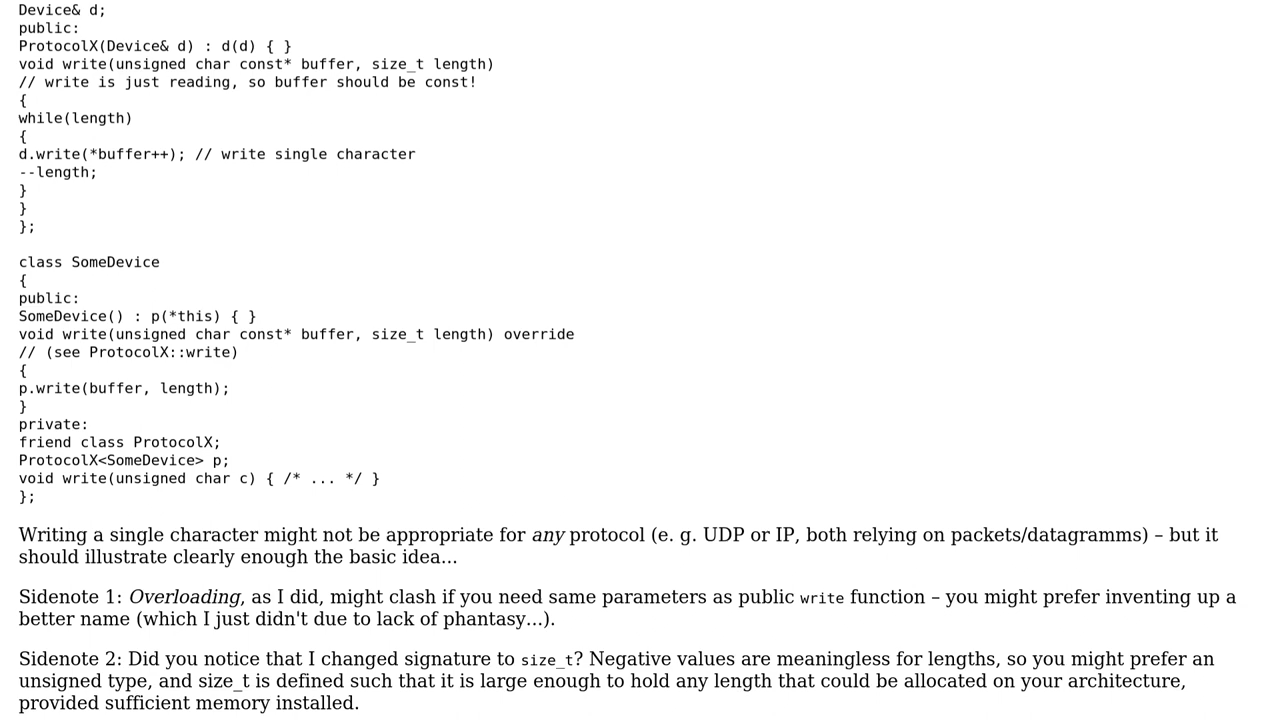 Device& d;
public:
ProtocolX(Device& d) : d(d) { }
void write(unsigned char const* buffer, size_t length)
// write is just reading, so buffer should be const!
{
while(length)
{
d.write(*buffer++); // write single character
--length;
}
}
};

class SomeDevice
{
public:
SomeDevice() : p(*this) { }
void write(unsigned char const* buffer, size_t length) override
// (see ProtocolX::write)
{
p.write(buffer, length);
}
private:
friend class ProtocolX;
ProtocolX<SomeDevice> p;
void write(unsigned char c) { /* ... */ }
};

Writing a single character might not be appropriate for any protocol (e. g. UDP or IP, both relying on packets/datagramms) – but it
should illustrate clearly enough the basic idea...

Sidenote 1: Overloading, as I did, might clash if you need same parameters as public write function – you might prefer inventing up a
better name (which I just didn't due to lack of phantasy...).

Sidenote 2: Did you notice that I changed signature to size_t? Negative values are meaningless for lengths, so you might prefer an
unsigned type, and size_t is defined such that it is large enough to hold any length that could be allocated on your architecture,
provided sufficient memory installed.